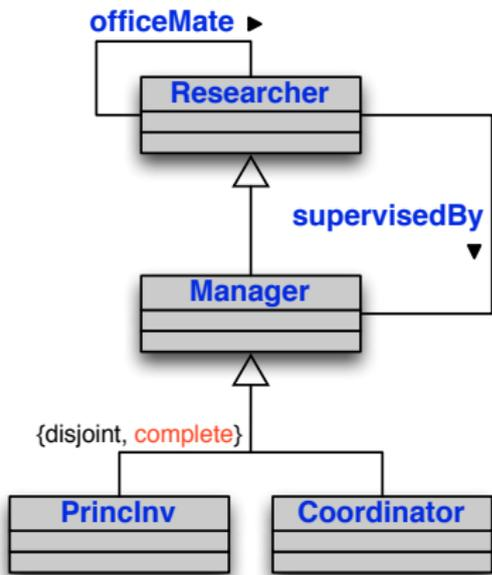 officeMate ►
Researcher
supervisedBy
▼
Manager
{disjoint, complete}
PrincInv
Coordinator